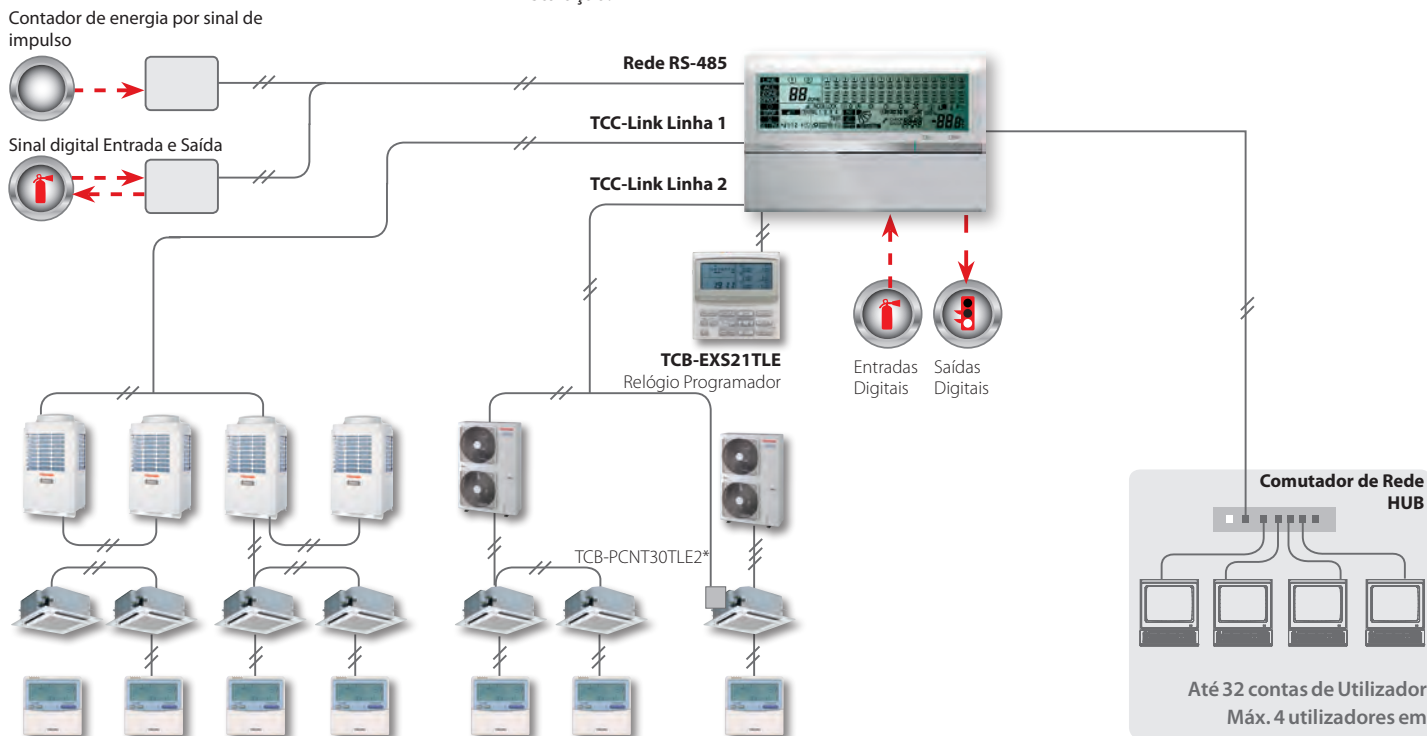 Contador de energia por sinal de
impulso
Rede RS-485
TCC-Link Linha 1
Sinal digital Entrada e Saída
TCC-Link Linha 2
TCB-EXS21TLE
Relógio Programador
Entradas
Digitais
Saídas
Digitais
Comutador de Rede
HUB
TCB-PCNT30TLE2*
Até 32 contas de Utilizador
Máx. 4 utilizadores em